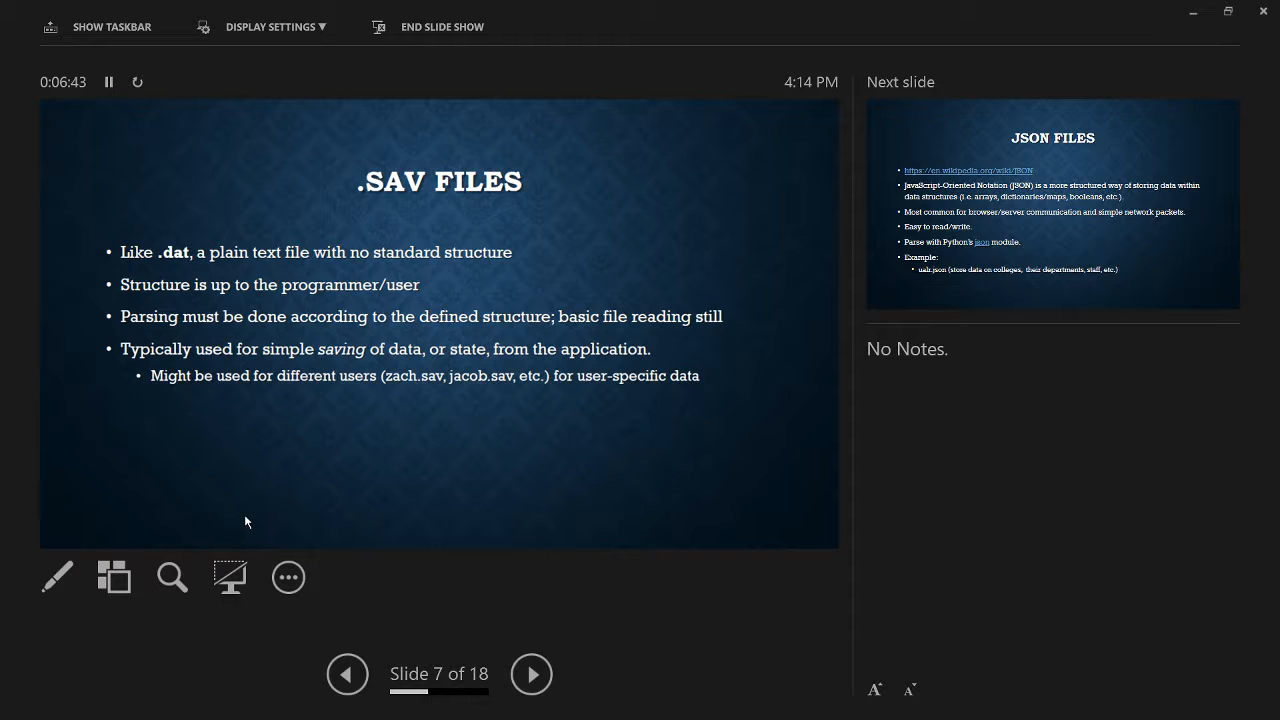 SHOW TASKBAR
DISPLAY SETTINGS ▼
END SLIDE SHOW
0:06:43
4:14 PM
Next slide
.SAV FILES
• Like .dat, a plain text file with no standard structure
• Structure is up to the programmer/user
• Parsing must be done according to the defined structure; basic file reading still
• Typically used for simple saving of data, or state, from the application.
• Might be used for different users (zach.sav, jacob.sav, etc.) for user-specific data
JSON FILES
• https://en.wikipedia.org/wiki/JSON
• JavaScript-Oriented Notation (JSON) is a more structured way of storing data within
data structures (i.e. arrays, dictionaries/maps, booleans, etc.).
• Most common for browser/server communication and simple network packets.
• Easy to read/write.
• Parse with Python's json module.
• Example:
• ualr.json (store data on colleges, their departments, staff, etc.)
No Notes.
Slide 7 of 18
A A